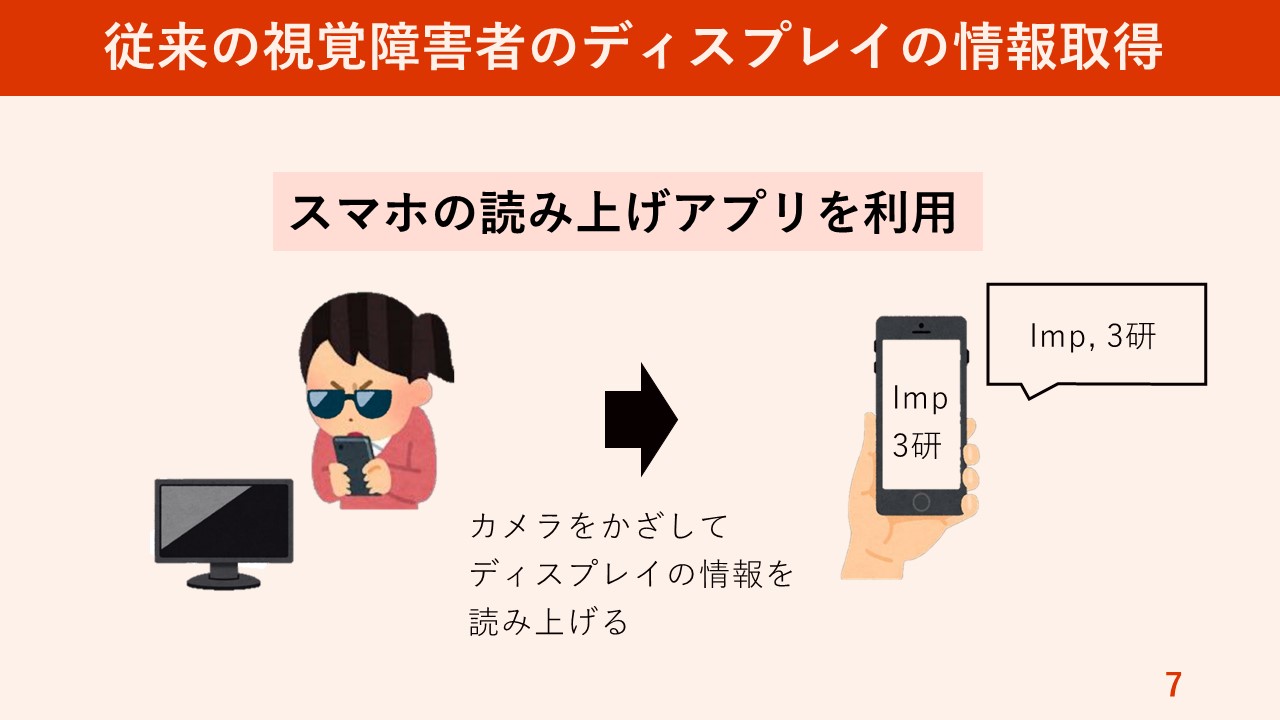 従来の視覚障害者のディスプレイの情報取得
スマホの読み上げアプリを利用
Imp, 3研
Imp
3研
カメラをかざして
ディスプレイの情報を
読み上げる
7